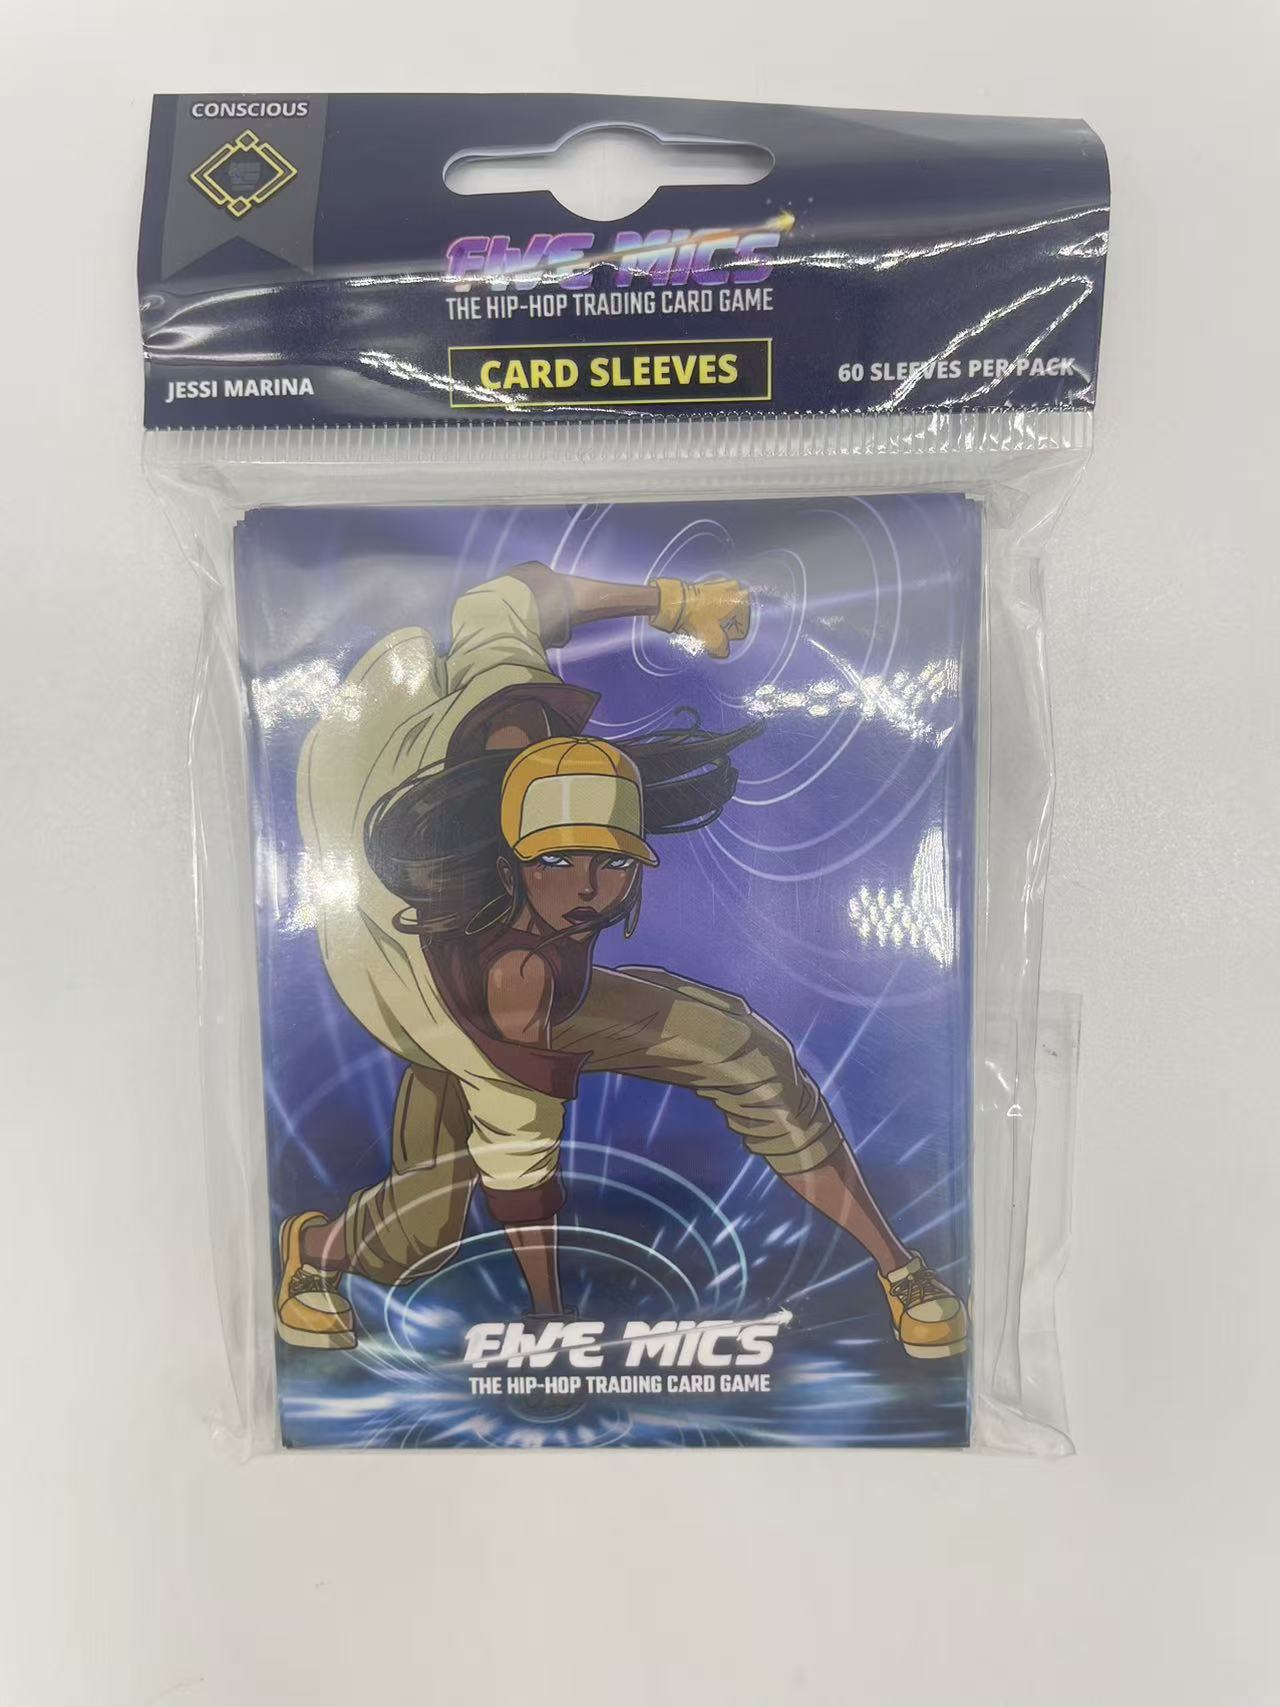 CONSCIOUS
FIVE MICS
THE HIP-HOP TRADING CARD GAME
CARD SLEEVES
JESSI MARINA
60 SLEEVES PER PACK
FIVE MICS
THE HIP-HOP TRADING CARD GAME